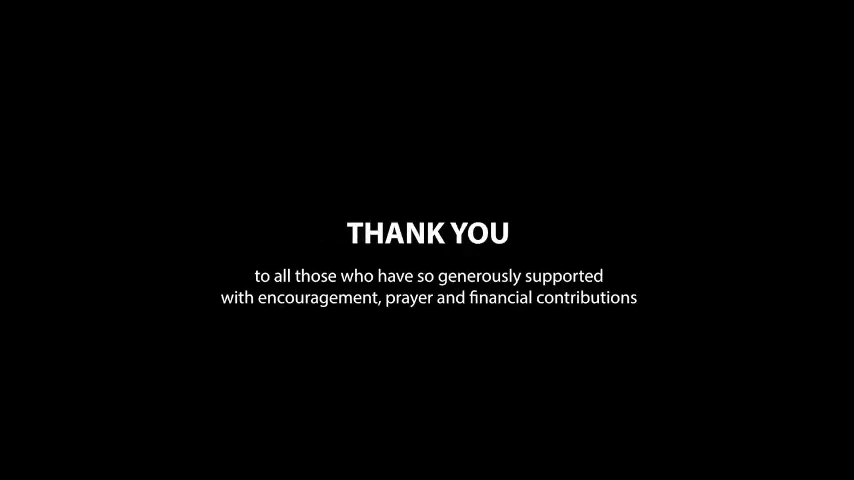 THANK YOU
to all those who have so generously supported
with encouragement, prayer and financial contributions